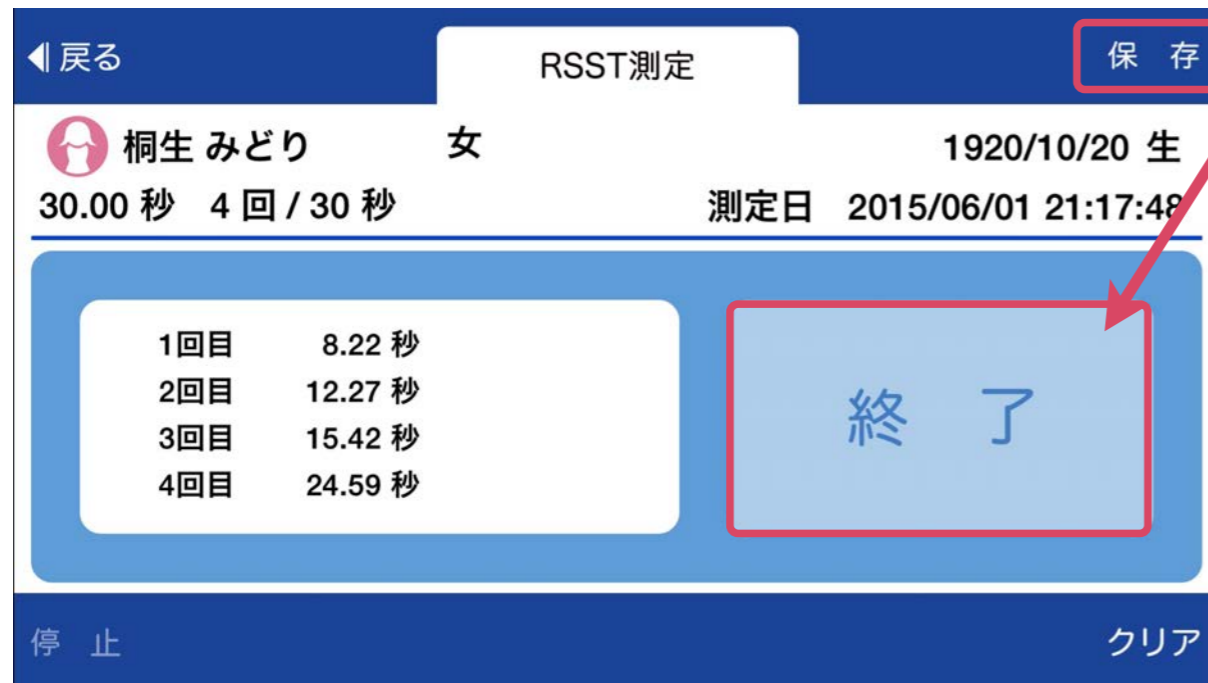 戻る RSST測定 保 存
桐生 みどり 女 1920/10/20 生
30.00 秒 4 回 / 30 秒 測定日 2015/06/01 21:17:48
1回目 8.22 秒
2回目 12.27 秒
3回目 15.42 秒
4回目 24.59 秒
終 了
停 止 クリア